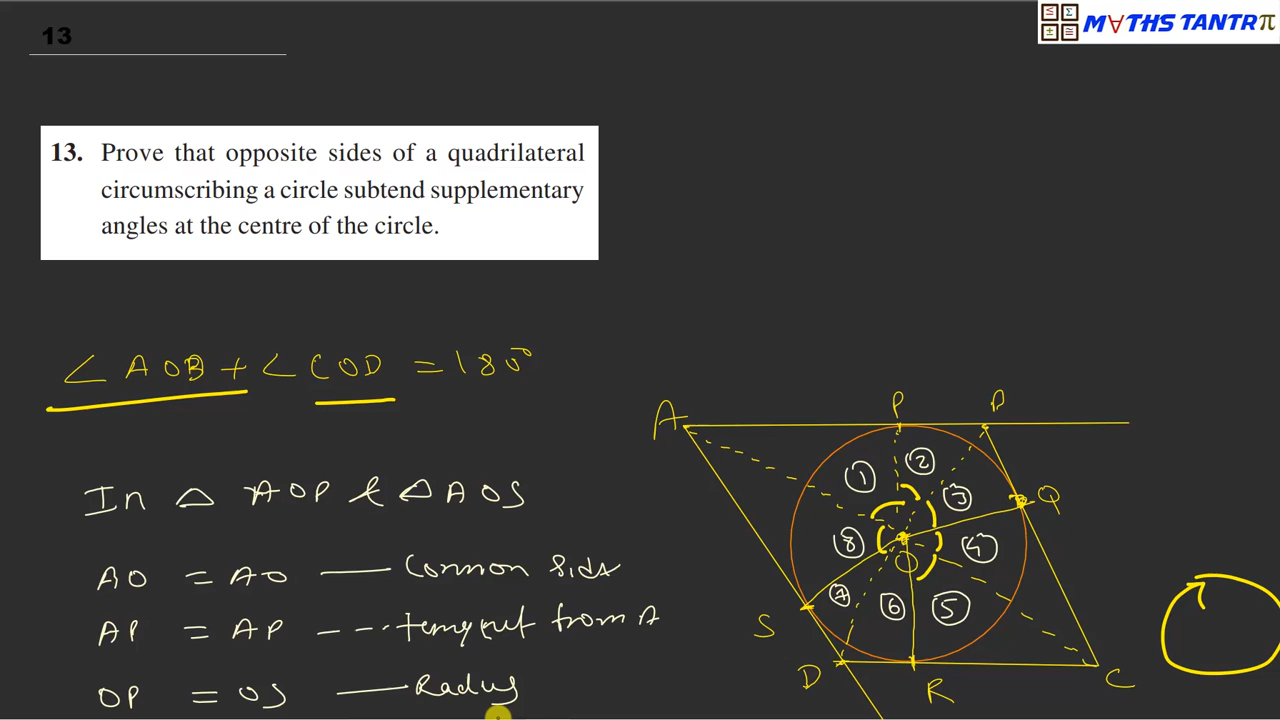 13
M∀THS TANTRπ
13. Prove that opposite sides of a quadrilateral
circumscribing a circle subtend supplementary
angles at the centre of the circle.
∠ AOB + ∠ COD = 180°
In △ AOP & △ AOS
AO = AO — Common Side
AP = AP --- tangent from A
OP = OS — Radius
A P B
Q
① ② ③ ④ ⑤ ⑥ ⑦ ⑧
O
S
D R C